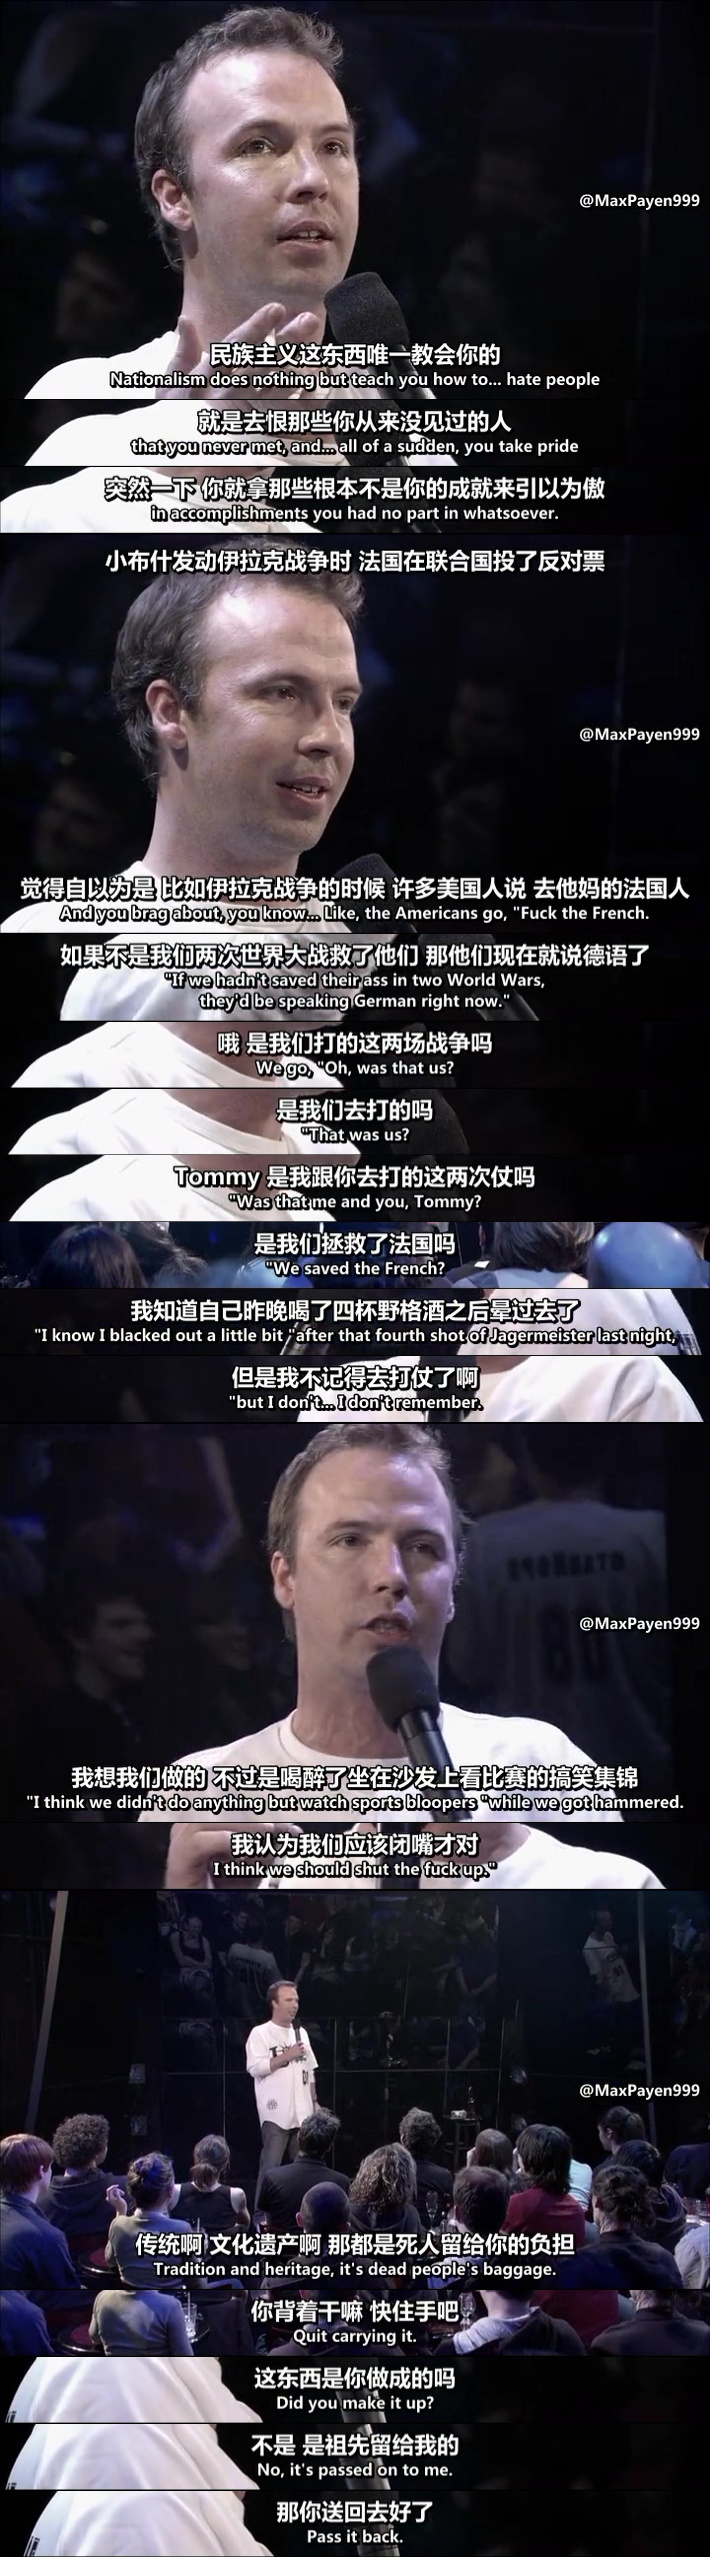 @MaxPayen999
民族主义这东西唯一教会你的
Nationalism does nothing but teach you how to... hate people
就是去恨那些你从来没见过的人
that you never met, and... all of a sudden, you take pride
突然一下 你就拿那些根本不是你的成就来引以为傲
in accomplishments you had no part in whatsoever.
小布什发动伊拉克战争时 法国在联合国投了反对票
@MaxPayen999
觉得自以为是 比如伊拉克战争的时候 许多美国人说 去他妈的法国人
And you brag about, you know... Like, the Americans go, "Fuck the French.
如果不是我们两次世界大战救了他们 那他们现在就说德语了
"If we hadn't saved their ass in two World Wars,
they'd be speaking German right now."
哦 是我们打的这两场战争吗
We go, "Oh, was that us?
是我们去打的吗
"That was us?
Tommy 是我跟你去打的这两次仗吗
"Was that me and you, Tommy?
是我们拯救了法国吗
"We saved the French?
我知道自己昨晚喝了四杯野格酒之后晕过去了
"I know I blacked out a little bit "after that fourth shot of Jagermeister last night,
但是我不记得去打仗了啊
"but I don't... I don't remember.
@MaxPayen999
我想我们做的 不过是喝醉了坐在沙发上看比赛的搞笑集锦
"I think we didn't do anything but watch sports bloopers "while we got hammered.
我认为我们应该闭嘴才对
I think we should shut the fuck up."
@MaxPayen999
传统啊 文化遗产啊 那都是死人留给你的负担
Tradition and heritage, it's dead people's baggage.
你背着干嘛 快住手吧
Quit carrying it.
这东西是你做成的吗
Did you make it up?
不是 是祖先留给我的
No, it's passed on to me.
那你送回去好了
Pass it back.